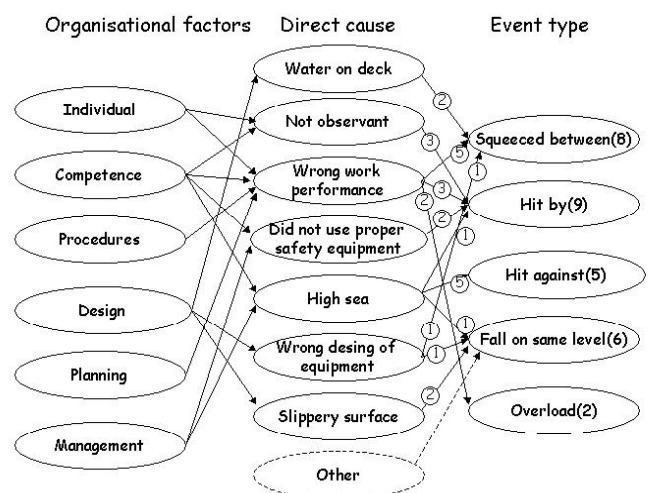 Organisational factors
Direct cause
Event type
Individual
Competence
Procedures
Design
Planning
Management
Water on deck
Not observant
Wrong work
performance
Did not use proper
safety equipment
High sea
Wrong desing of
equipment
Slippery surface
Other
2
3
5
1
3
2
2
1
5
1
1
1
2
Squeeced between(8)
Hit by(9)
Hit against(5)
Fall on same level(6)
Overload(2)